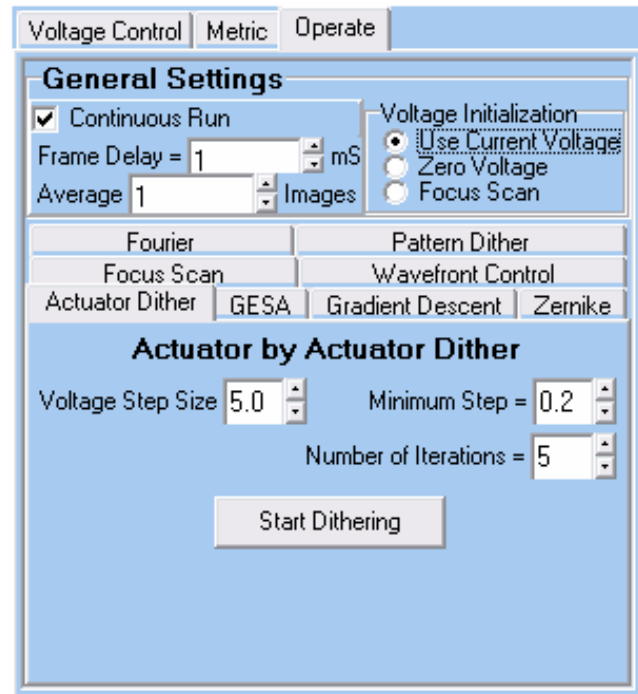 Voltage Control Metric Operate
General Settings
Continuous Run
Frame Delay = 1 mS
Average 1 Images
Voltage Initialization
Use Current Voltage
Zero Voltage
Focus Scan
Fourier Pattern Dither
Focus Scan Wavefront Control
Actuator Dither GESA Gradient Descent Zernike
Actuator by Actuator Dither
Voltage Step Size 5.0 Minimum Step = 0.2
Number of Iterations = 5
Start Dithering